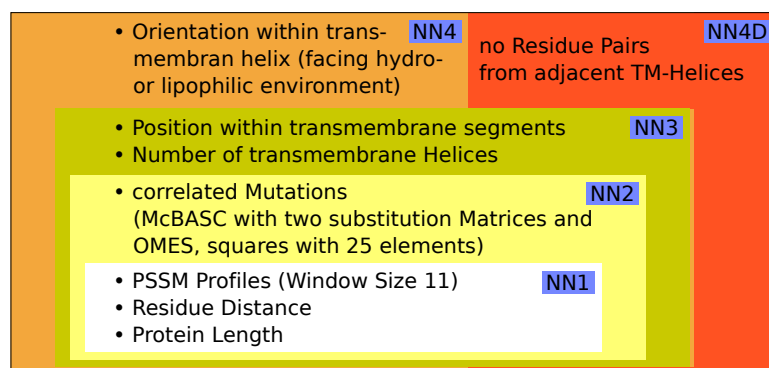 • Orientation within trans- NN4
membran helix (facing hydro-
or lipophilic environment)
no Residue Pairs NN4D
from adjacent TM-Helices
• Position within transmembrane segments NN3
• Number of transmembrane Helices
• correlated Mutations NN2
(McBASC with two substitution Matrices and
OMES, squares with 25 elements)
• PSSM Profiles (Window Size 11) NN1
• Residue Distance
• Protein Length